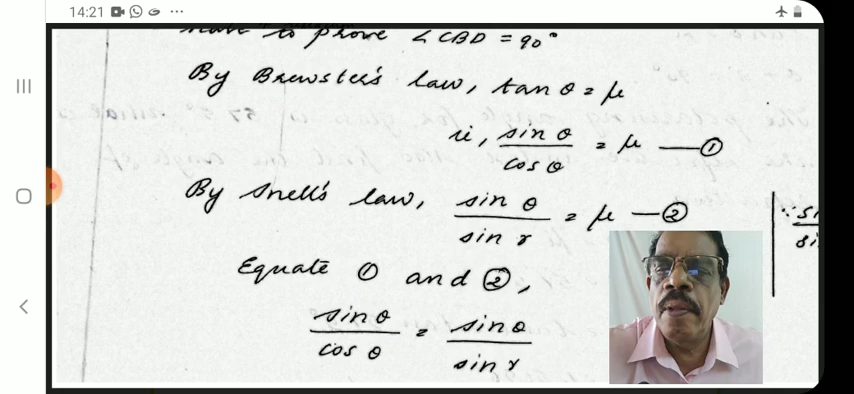 14:21
to prove ∠CBD = 90°
By Brewster's law, tan θ = μ
ie, sin θ / cos θ = μ —①
By Snell's law, sin θ / sin r = μ —②
Equate ① and ②,
sin θ / cos θ = sin θ / sin r